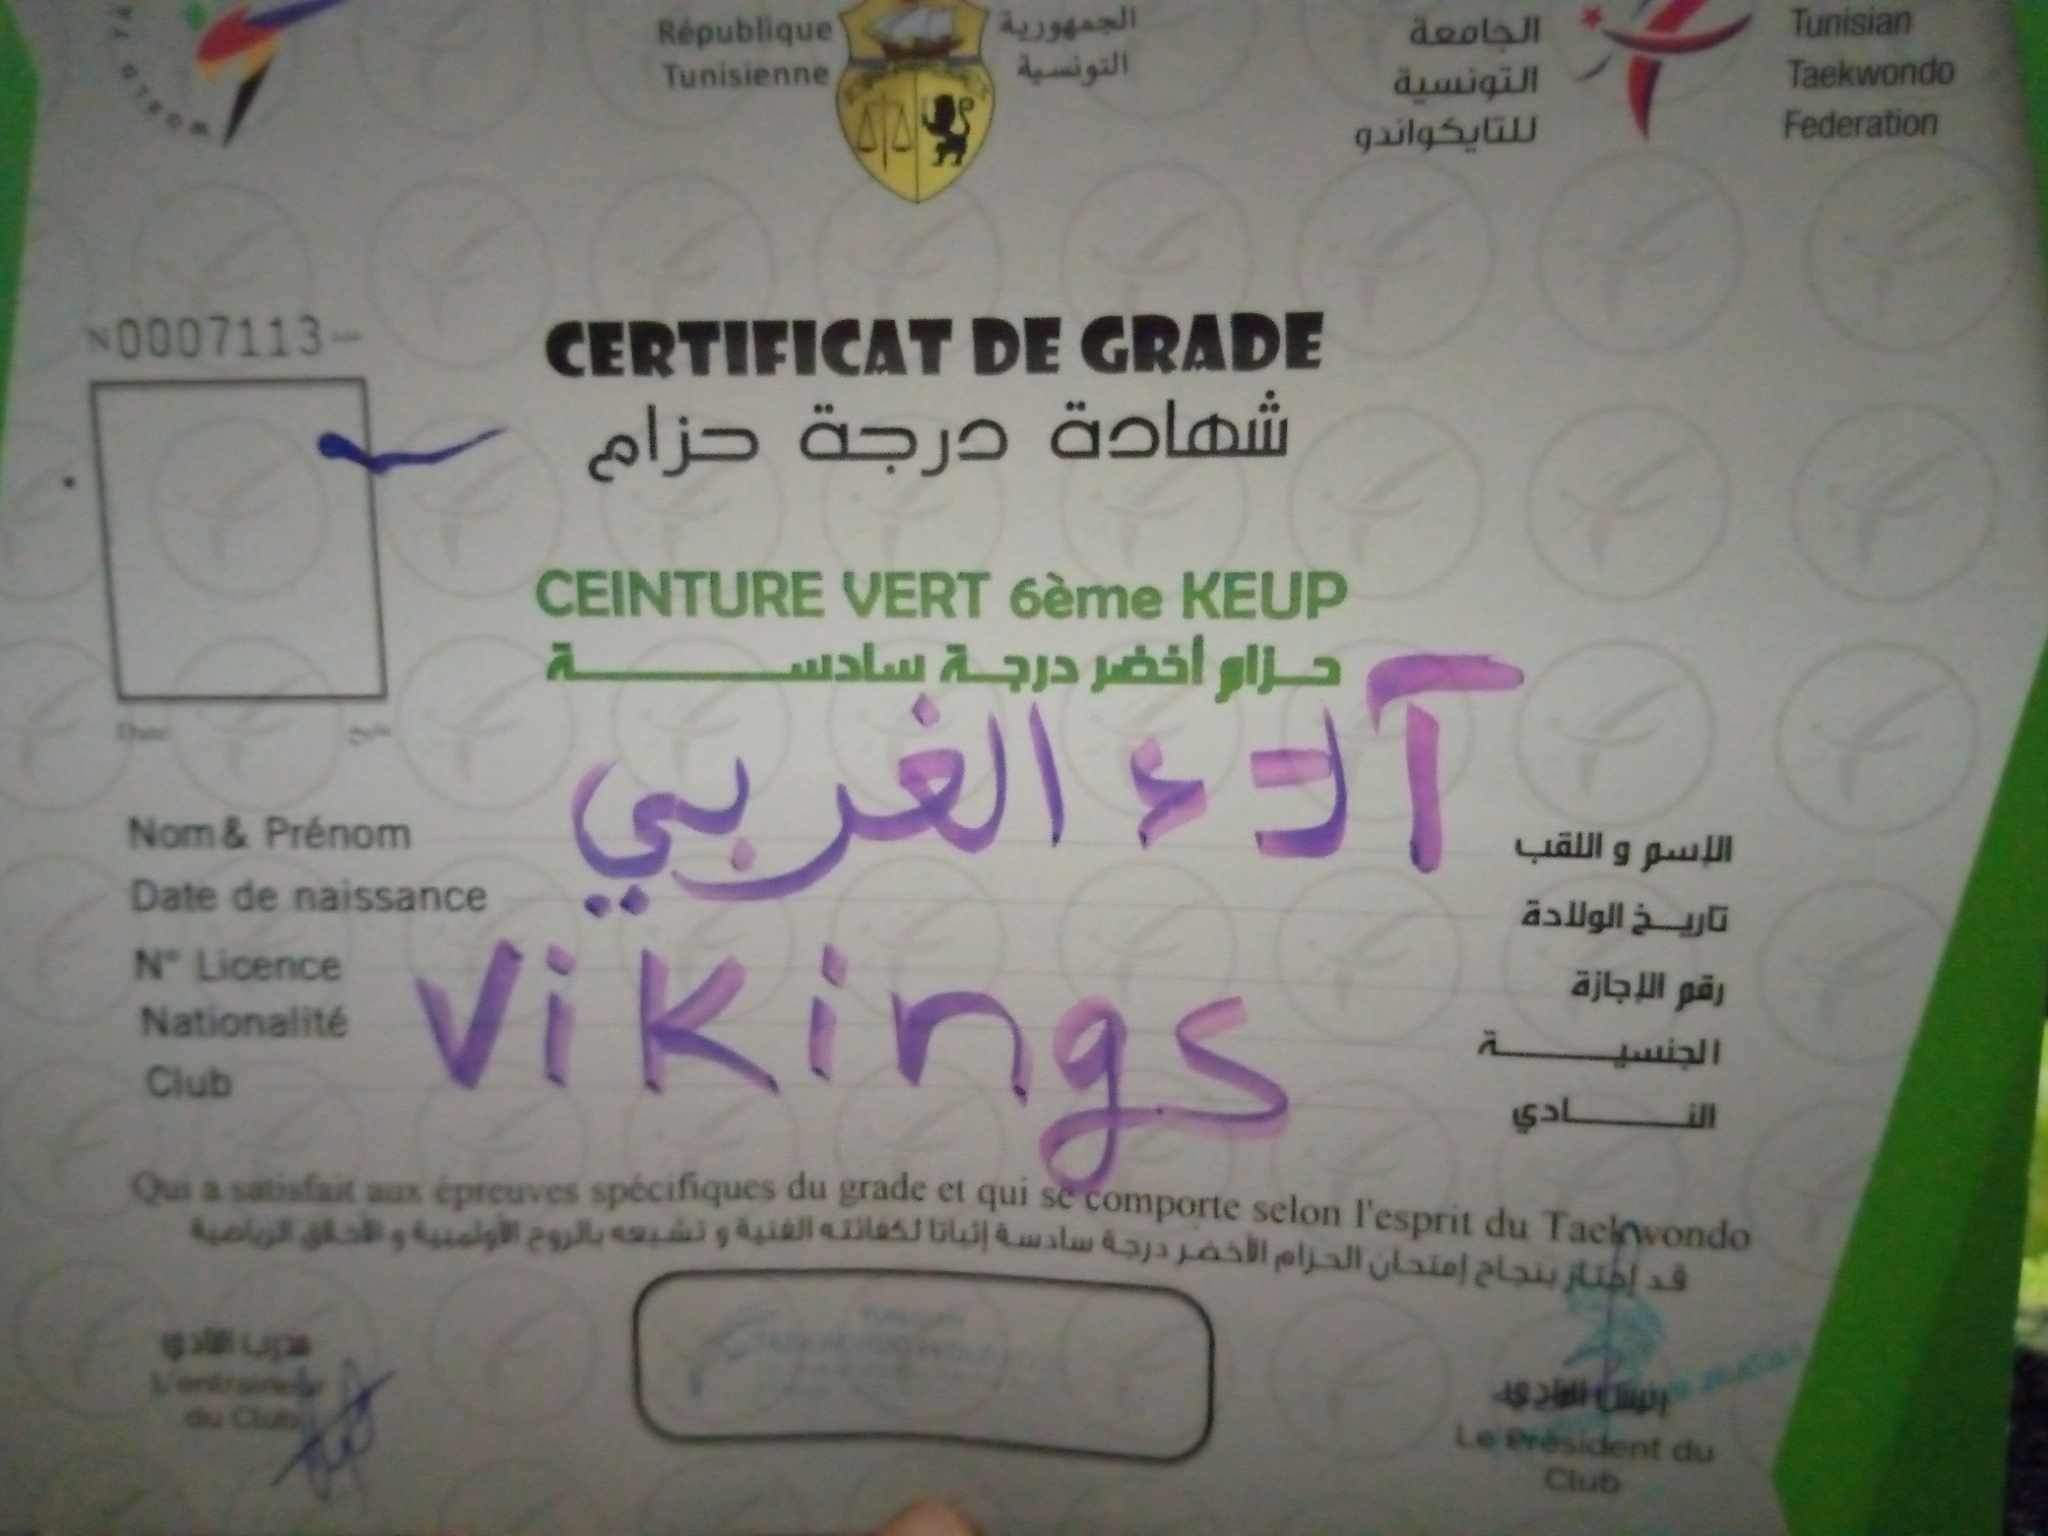 République
Tunisienne
الجمهورية
التونسية
الجامعة
التونسية
للتايكواندو
Tunisian
Taekwondo
Federation
N0007113
CERTIFICAT DE GRADE
شهادة درجة حزام
CEINTURE VERT 6ème KEUP
حزام أخضر درجة سادسة
Date
آلاء الغربي
Nom & Prénom
الإسم و اللقب
Date de naissance
تاريخ الولادة
N° Licence
رقم الإجازة
Nationalité
الجنسية
Vikings
Club
النادي
Qui a satisfait aux épreuves spécifiques du grade et qui se comporte selon l'esprit du Taekwondo
قد إجتاز بنجاح إمتحان الحزام الأخضر درجة سادسة إثباتا لكفائته الفنية و تشبعه بالروح الأولمبية و الأخلاق الرياضية
مدرب النادي
L'entraineur
du Club
رئيس النادي
Le Président du
Club